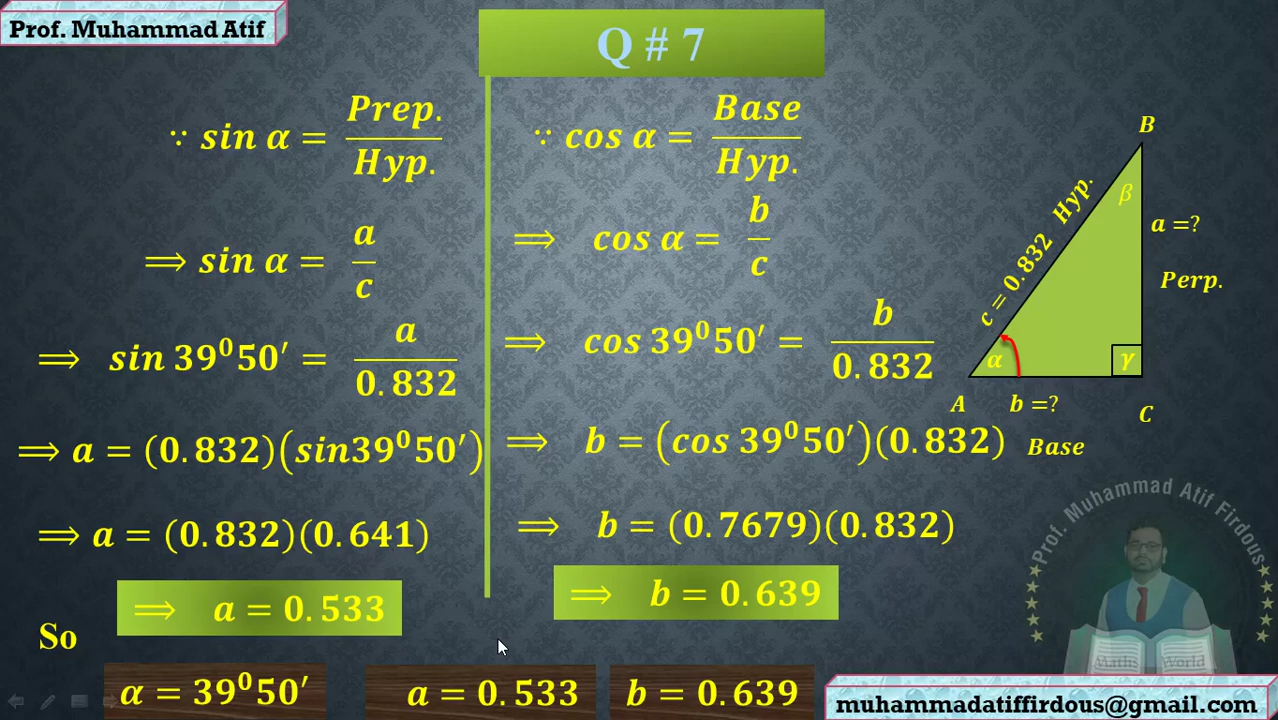 Prof. Muhammad Atif
Q # 7
∵ sin α = Prep./Hyp.
⟹ sin α = a/c
⟹ sin 39⁰50′ = a/0.832
⟹ a = (0.832)(sin39⁰50′)
⟹ a = (0.832)(0.641)
⟹ a = 0.533
∵ cos α = Base/Hyp.
⟹ cos α = b/c
⟹ cos 39⁰50′ = b/0.832
⟹ b = (cos 39⁰50′)(0.832)
⟹ b = (0.7679)(0.832)
⟹ b = 0.639
B
β
c = 0.832 Hyp.
a =?
Perp.
α
γ
A
b =?
C
Base
So
α = 39⁰50′
a = 0.533
b = 0.639
Prof. Muhammad Atif Firdous
Maths World
muhammadatiffirdous@gmail.com